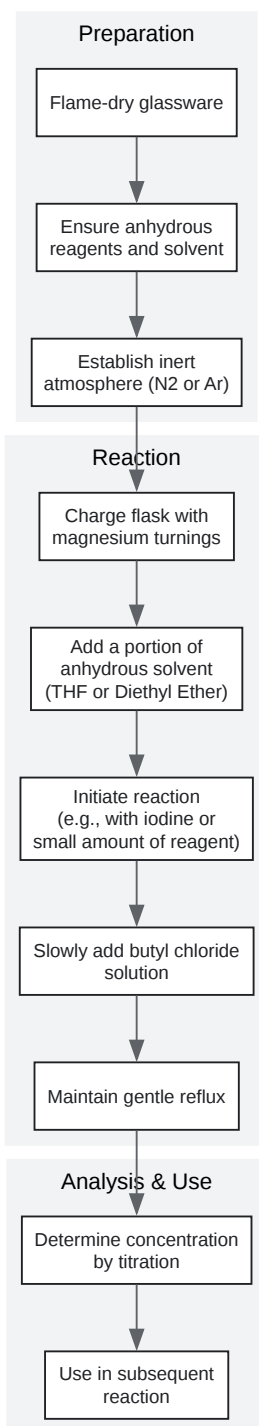 Preparation
Flame-dry glassware
Ensure anhydrous
reagents and solvent
Establish inert
atmosphere (N2 or Ar)
Reaction
Charge flask with
magnesium turnings
Add a portion of
anhydrous solvent
(THF or Diethyl Ether)
Initiate reaction
(e.g., with iodine or
small amount of reagent)
Slowly add butyl chloride
solution
Maintain gentle reflux
Analysis & Use
Determine concentration
by titration
Use in subsequent
reaction